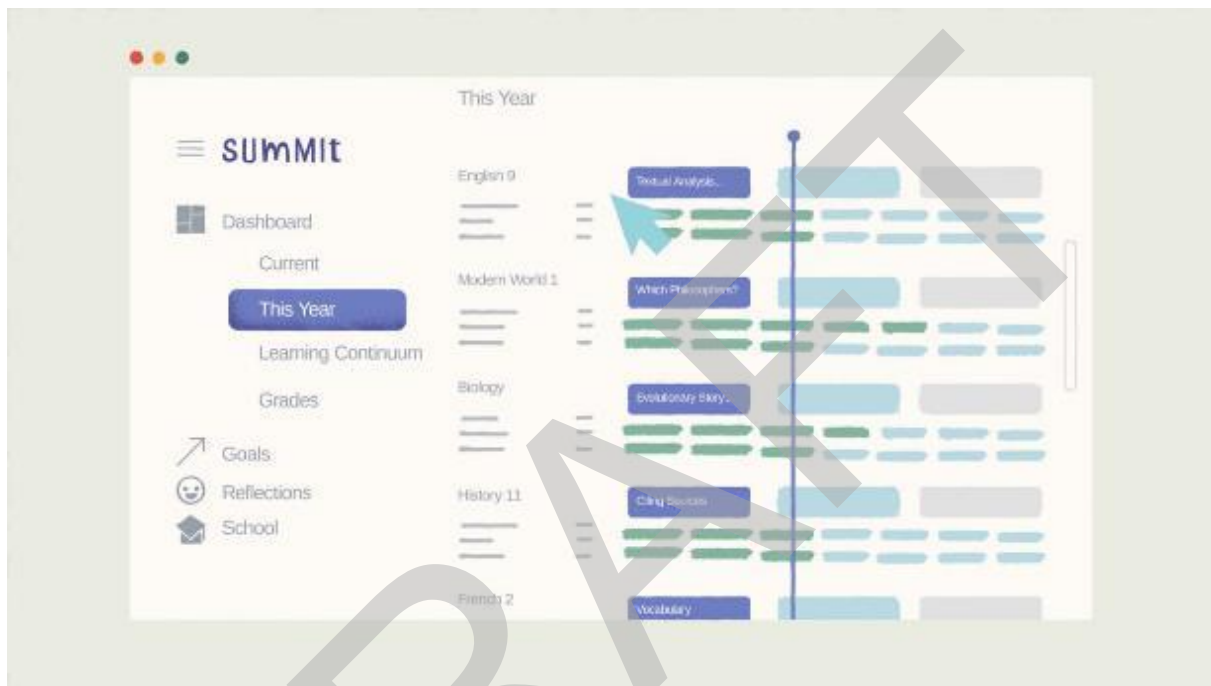 This Year
SUMMIt
Dashboard
Current
This Year
Learning Continuum
Grades
Goals
Reflections
School
English 9
Textual Analysis...
Modern World 1
Which Philosophers?
Biology
Evolutionary Story...
History 11
Citing Sources
French 2
Vocabulary
DRAFT